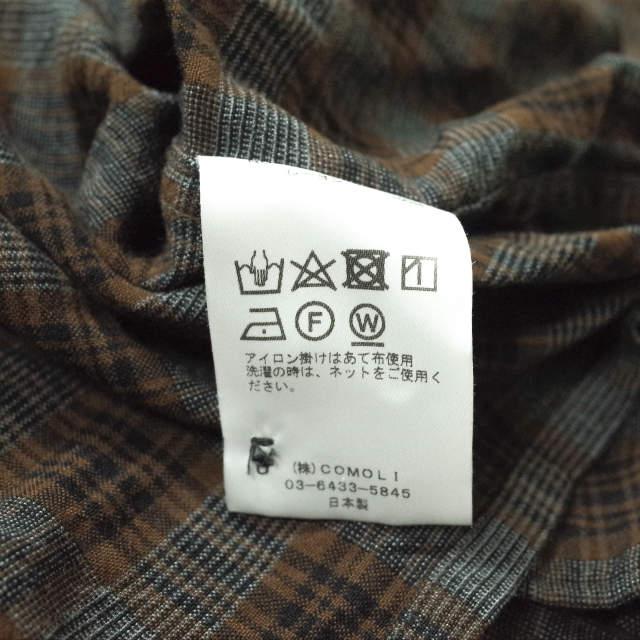 F W
アイロン掛けはあて布使用
洗濯の時は、ネットをご使用く
ださい。
(株) COMOLI
03-6433-5845
日本製